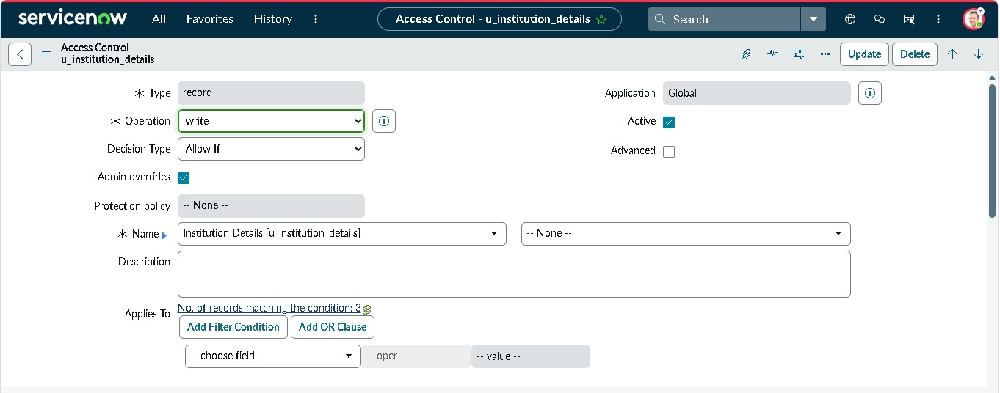 servicenow All Favorites History Access Control - u_institution_details Search
Access Control
u_institution_details
Update Delete
Type record Application Global
Operation write Active
Decision Type Allow If Advanced
Admin overrides
Protection policy -- None --
Name Institution Details [u_institution_details] -- None --
Description
Applies To No. of records matching the condition: 3
Add Filter Condition Add OR Clause
-- choose field -- -- oper -- -- value --